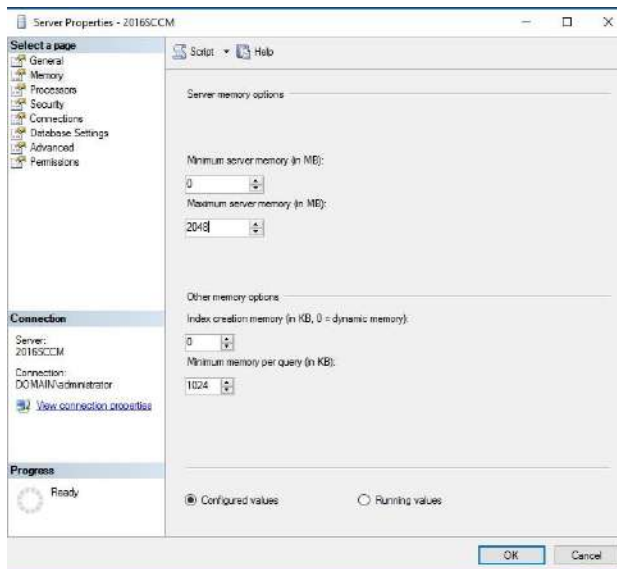 Server Properties - 2016SCCM
Select a page
General
Memory
Processors
Security
Connections
Database Settings
Advanced
Permissions
Script
Help
Server memory options
Minimum server memory (in MB):
0
Maximum server memory (in MB):
2048
Other memory options
Index creation memory (in KB, 0 = dynamic memory):
0
Minimum memory per query (in KB):
1024
Connection
Server:
2016SCCM
Connection:
DOMAIN\administrator
View connection properties
Progress
Ready
Configured values
Running values
OK
Cancel